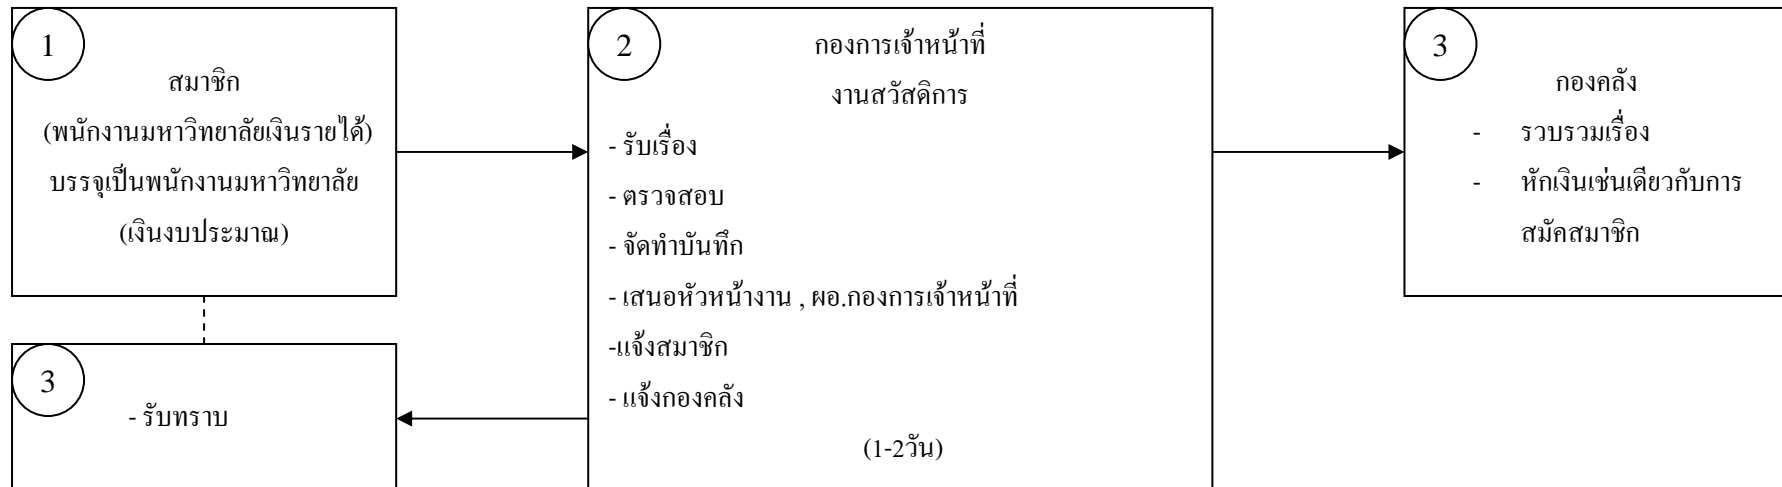 1
สมาชิก
(พนักงานมหาวิทยาลัยเงินรายได้)
บรรจุเป็นพนักงานมหาวิทยาลัย
(เงินงบประมาณ)
2
กองการเจ้าหน้าที่
งานสวัสดิการ
- รับเรื่อง
- ตรวจสอบ
- จัดทำบันทึก
- เสนอหัวหน้างาน , ผอ.กองการเจ้าหน้าที่
-แจ้งสมาชิก
- แจ้งกองคลัง
(1-2วัน)
3
กองคลัง
- รวบรวมเรื่อง
- หักเงินเช่นเดียวกับการ
สมัคสมาชิก
3
- รับทราบ